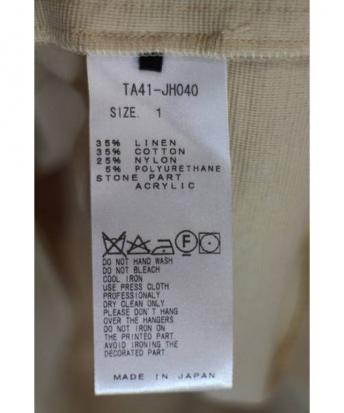 TA41-JH040
SIZE. 1
35% LINEN
35% COTTON
25% NYLON
5% POLYURETHANE
STONE PART
ACRYLIC
F
DO NOT HAND WASH
DO NOT BLEACH
COOL IRON
USE PRESS CLOTH
PROFESSIONALY
DRY CLEAN ONLY
PLEASE DON'T HANG
OVER THE HANGERS
DO NOT IRON ON
THE PRINTED PART
AVOID IRONING THE
DECORATED PART
MADE IN JAPAN